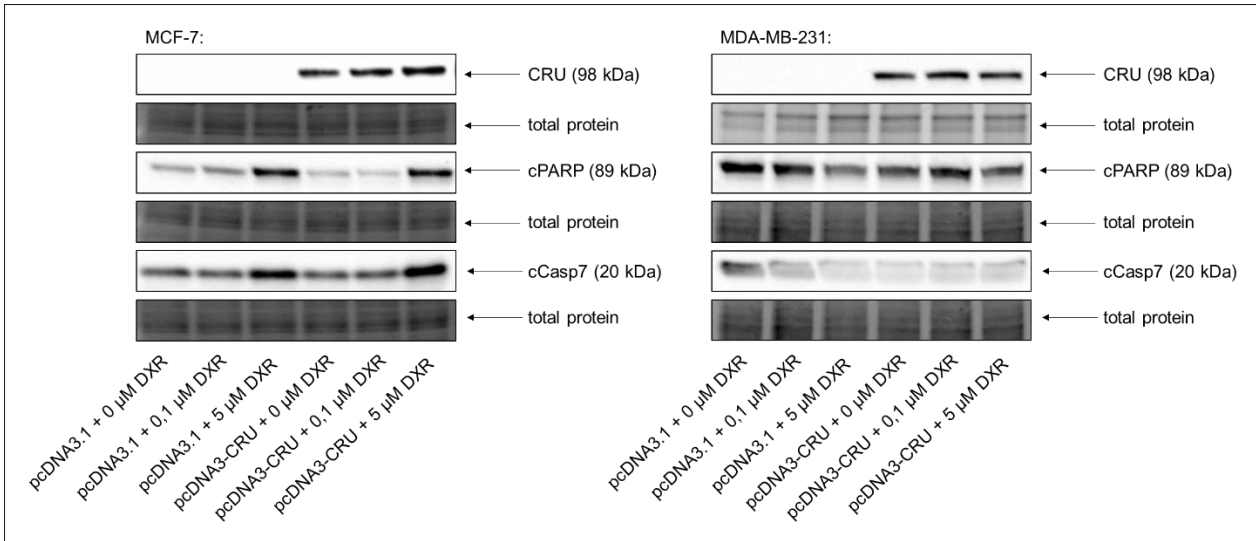 MCF-7:
CRU (98 kDa)
total protein
cPARP (89 kDa)
total protein
cCasp7 (20 kDa)
total protein
pcDNA3.1 + 0 µM DXR
pcDNA3.1 + 0,1 µM DXR
pcDNA3.1 + 5 µM DXR
pcDNA3-CRU + 0 µM DXR
pcDNA3-CRU + 0,1 µM DXR
pcDNA3-CRU + 5 µM DXR
MDA-MB-231:
CRU (98 kDa)
total protein
cPARP (89 kDa)
total protein
cCasp7 (20 kDa)
total protein
pcDNA3.1 + 0 µM DXR
pcDNA3.1 + 0,1 µM DXR
pcDNA3.1 + 5 µM DXR
pcDNA3-CRU + 0 µM DXR
pcDNA3-CRU + 0,1 µM DXR
pcDNA3-CRU + 5 µM DXR